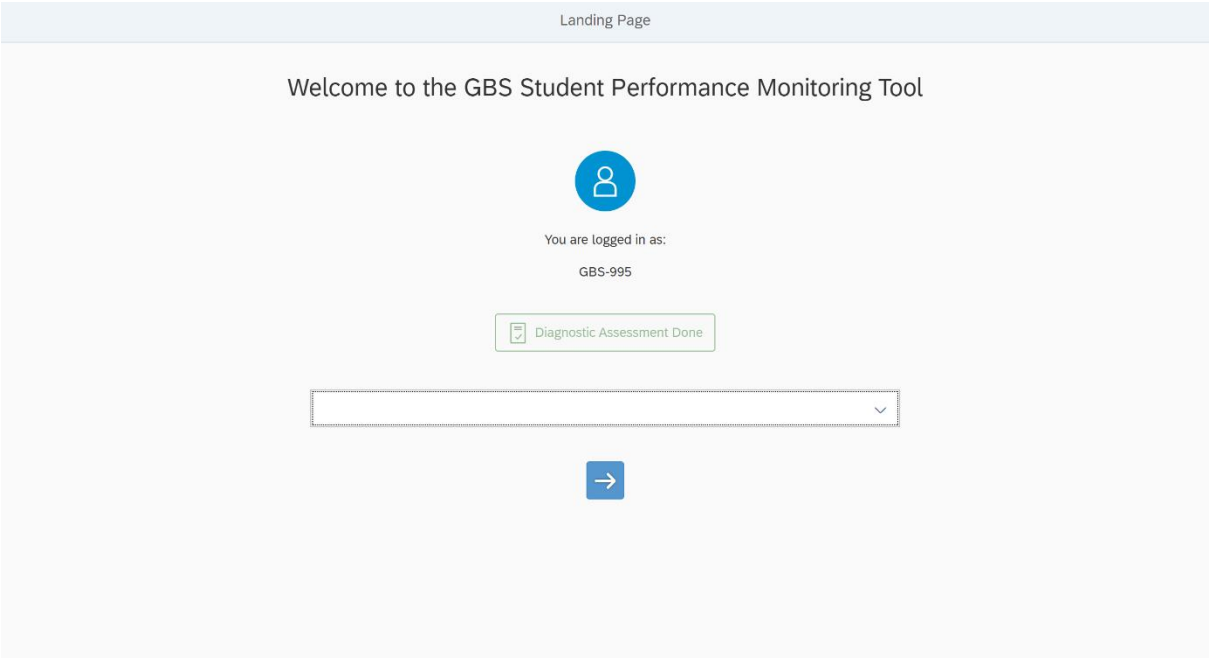 Landing Page
Welcome to the GBS Student Performance Monitoring Tool
You are logged in as:
GBS-995
Diagnostic Assessment Done